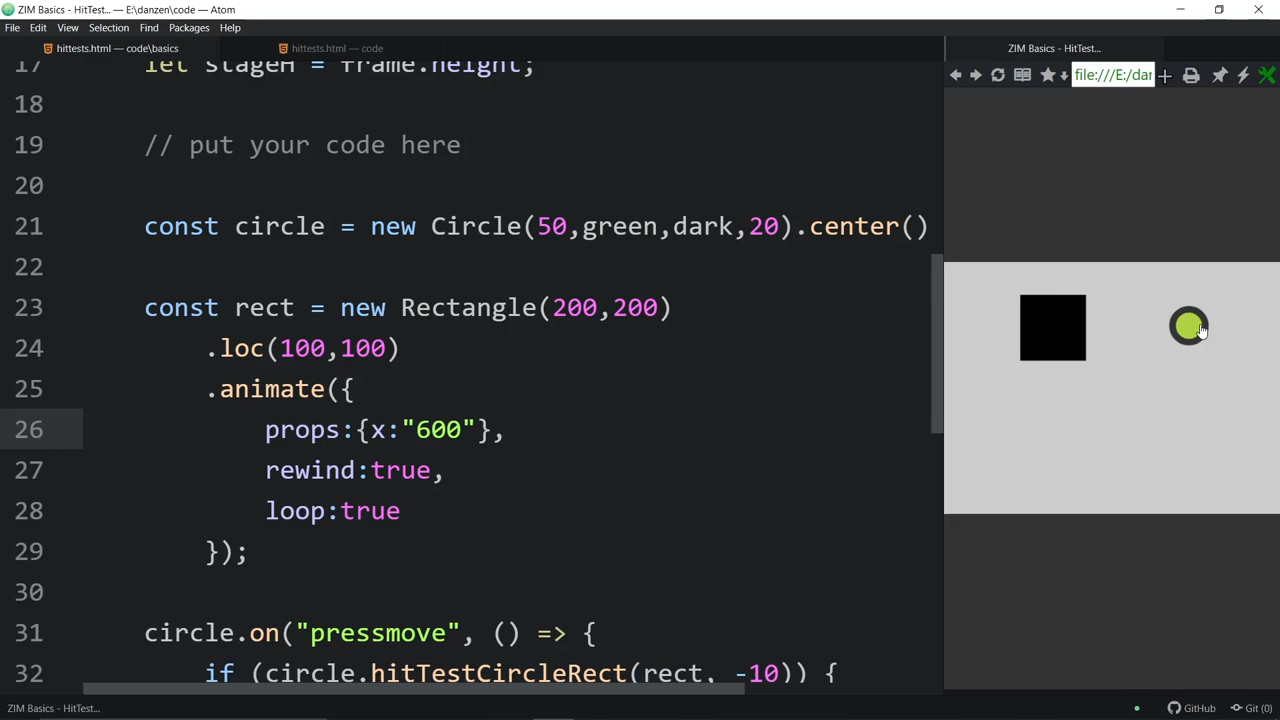 ZIM Basics - HitTest... — E:\danzen\code — Atom
File Edit View Selection Find Packages Help
hittests.html — code\basics
hittests.html — code
ZIM Basics - HitTest...
file:///E:/dar
17 let stageH = frame.height;
18
19 // put your code here
20
21 const circle = new Circle(50,green,dark,20).center()
22
23 const rect = new Rectangle(200,200)
24 .loc(100,100)
25 .animate({
26 props:{x:"600"},
27 rewind:true,
28 loop:true
29 });
30
31 circle.on("pressmove", () => {
32 if (circle.hitTestCircleRect(rect, -10)) {
ZIM Basics - HitTest...
GitHub
Git (0)